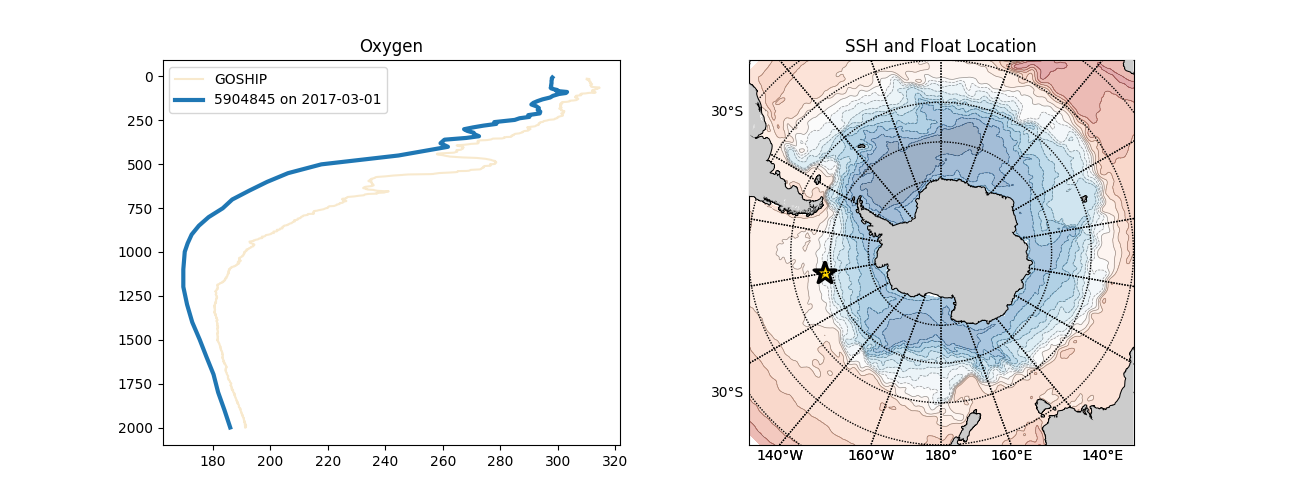 Oxygen
GOSHIP
5904845 on 2017-03-01
0
250
500
750
1000
1250
1500
1750
2000
180
200
220
240
260
280
300
320
SSH and Float Location
30°S
30°S
140°W
160°W
180°
160°E
140°E